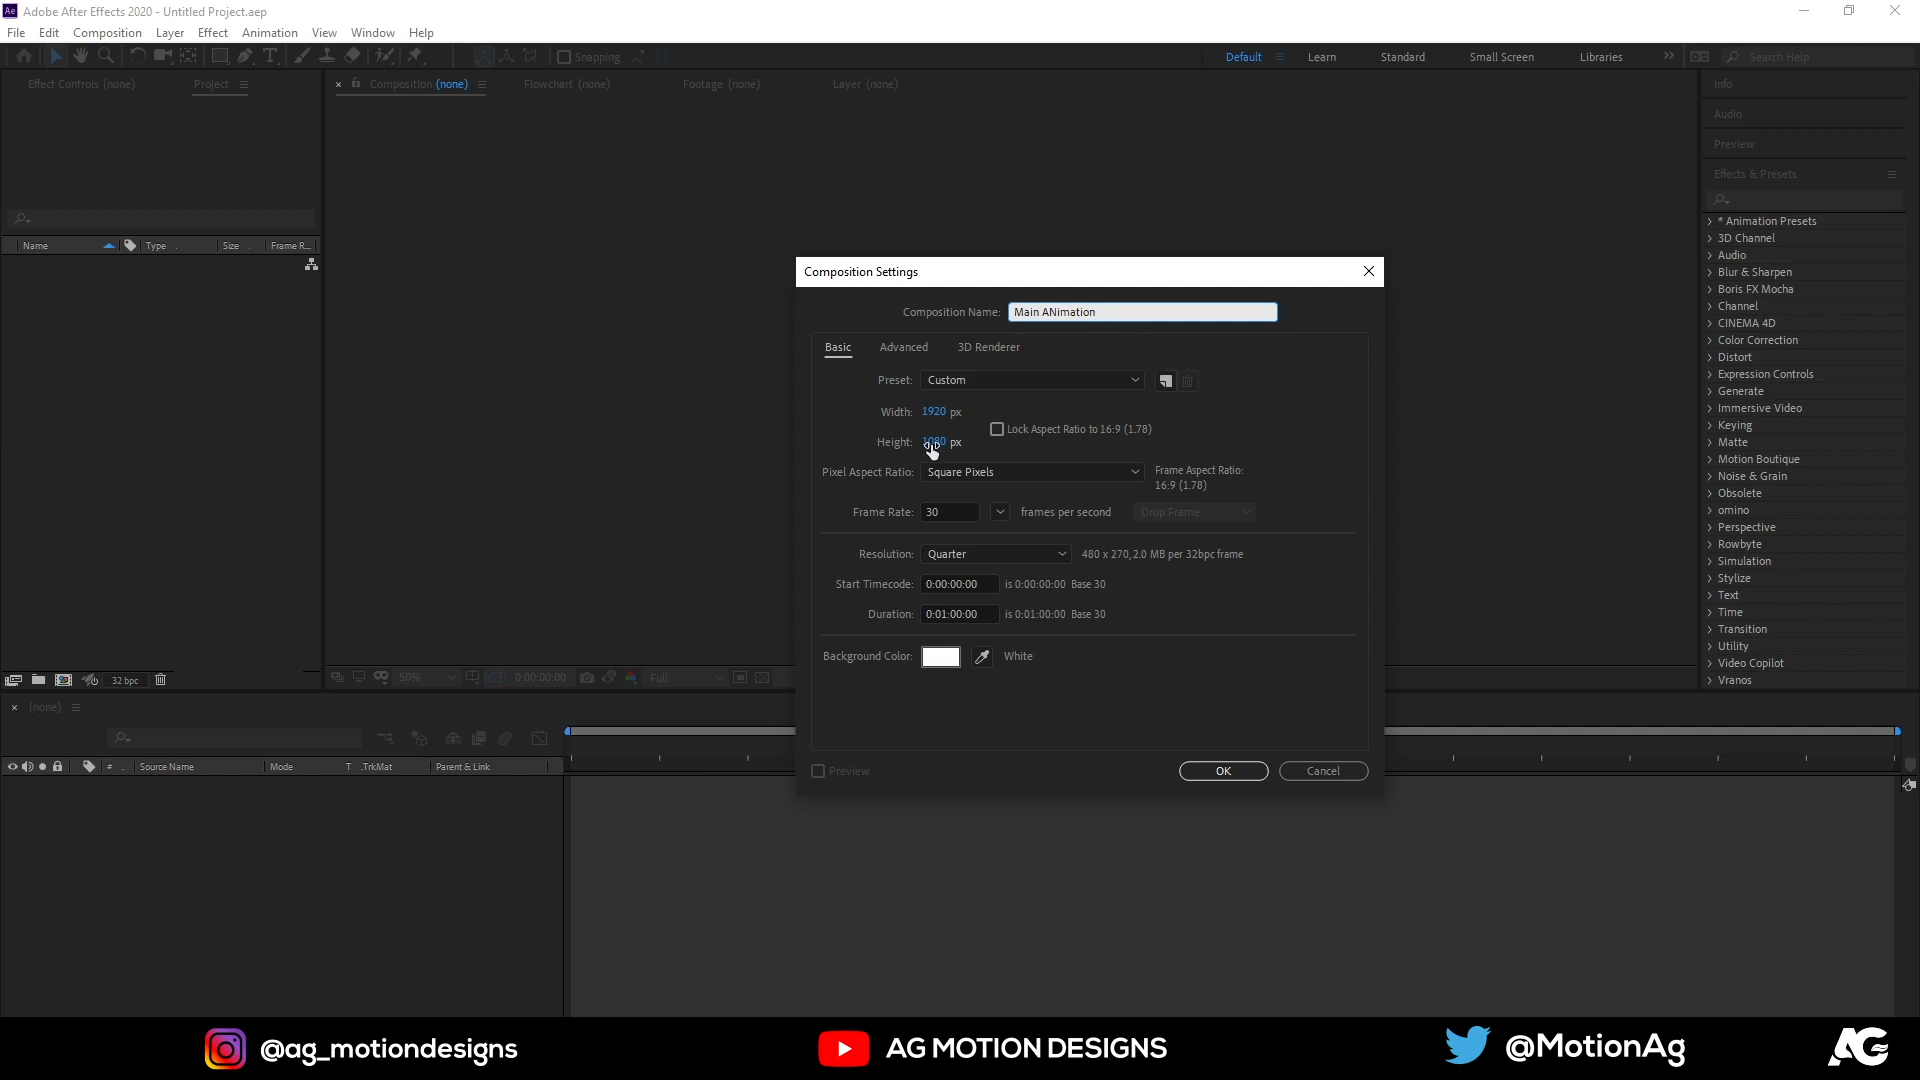 Ae Adobe After Effects 2020 - Untitled Project.aep
File Edit Composition Layer Effect Animation View Window Help
Snapping Default Learn Standard Small Screen Libraries Search Help
Effect Controls (none) Project
Composition (none) Flowchart (none) Footage (none) Layer (none)
Info
Audio
Preview
Effects & Presets
Name Type Size Frame R...
* Animation Presets
3D Channel
Audio
Blur & Sharpen
Boris FX Mocha
Channel
CINEMA 4D
Color Correction
Distort
Expression Controls
Generate
Immersive Video
Keying
Matte
Motion Boutique
Noise & Grain
Obsolete
omino
Perspective
Rowbyte
Simulation
Stylize
Text
Time
Transition
Utility
Video Copilot
Vranos
Composition Settings
Composition Name: Main ANimation
Basic Advanced 3D Renderer
Preset: Custom
Width: 1920 px
Lock Aspect Ratio to 16:9 (1.78)
Height: 1080 px
Pixel Aspect Ratio: Square Pixels Frame Aspect Ratio:
16:9 (1.78)
Frame Rate: 30 frames per second Drop Frame
Resolution: Quarter 480 x 270, 2.0 MB per 32bpc frame
Start Timecode: 0:00:00:00 is 0:00:00:00 Base 30
Duration: 0:01:00:00 is 0:01:00:00 Base 30
Background Color: White
Preview OK Cancel
32 bpc 50% 0:00:00:00 Full
(none)
# Source Name Mode T .TrkMat Parent & Link
@ag_motiondesigns AG MOTION DESIGNS @MotionAg AG